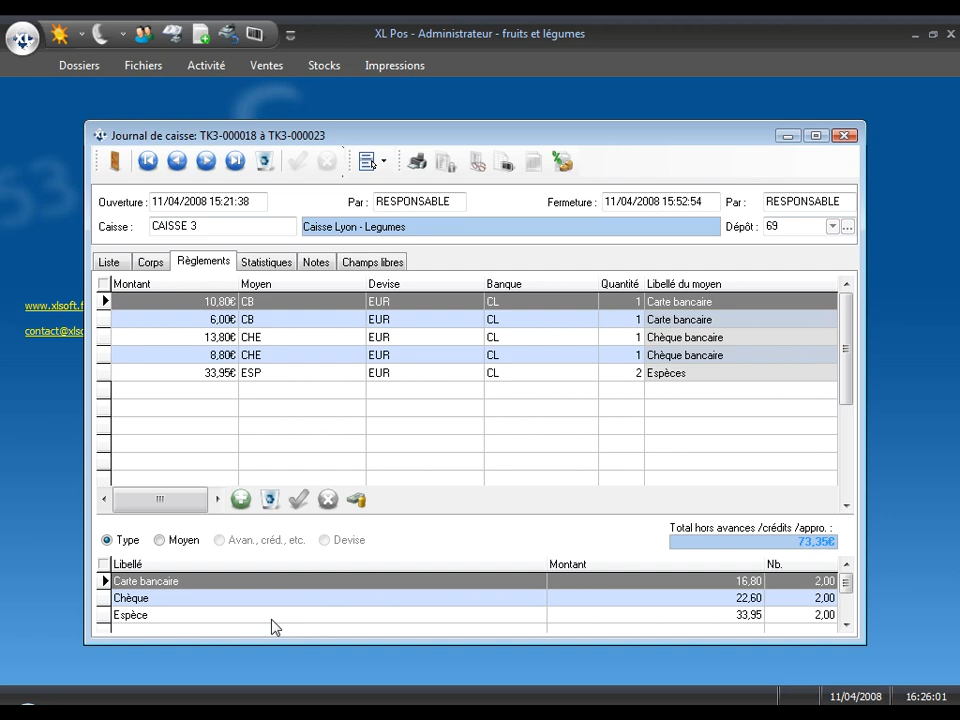 XL Pos - Administrateur - fruits et légumes
Dossiers Fichiers Activité Ventes Stocks Impressions
Journal de caisse: TK3-000018 à TK3-000023
Ouverture : 11/04/2008 15:21:38 Par : RESPONSABLE Fermeture : 11/04/2008 15:52:54 Par : RESPONSABLE
Caisse : CAISSE 3 Caisse Lyon - Legumes Dépôt : 69
Liste Corps Règlements Statistiques Notes Champs libres
Montant Moyen Devise Banque Quantité Libellé du moyen
10,80€ CB EUR CL 1 Carte bancaire
6,00€ CB EUR CL 1 Carte bancaire
13,80€ CHE EUR CL 1 Chèque bancaire
8,80€ CHE EUR CL 1 Chèque bancaire
33,95€ ESP EUR CL 2 Espèces
www.xlsoft.f
contact@xlso
Type Moyen Avan., créd., etc. Devise
Total hors avances /crédits /appro. :
73,35€
Libellé Montant Nb.
Carte bancaire 16,80 2,00
Chèque 22,60 2,00
Espèce 33,95 2,00
11/04/2008 16:26:01